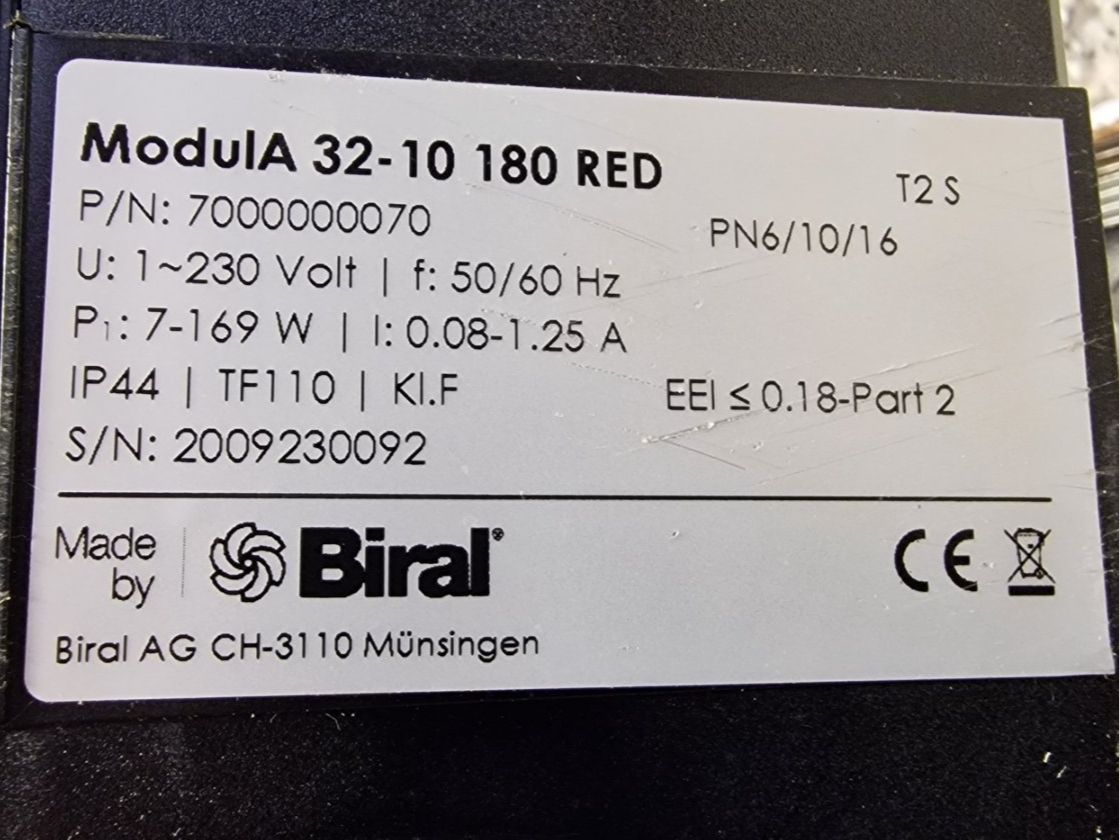 ModulA 32-10 180 RED
T2 S
P/N: 7000000070
PN6/10/16
U: 1~230 Volt | f: 50/60 Hz
P₁: 7-169 W | I: 0.08-1.25 A
IP44 | TF110 | Kl.F
EEI ≤ 0.18-Part 2
S/N: 2009230092
Made
by
Biral®
CE
Biral AG CH-3110 Münsingen